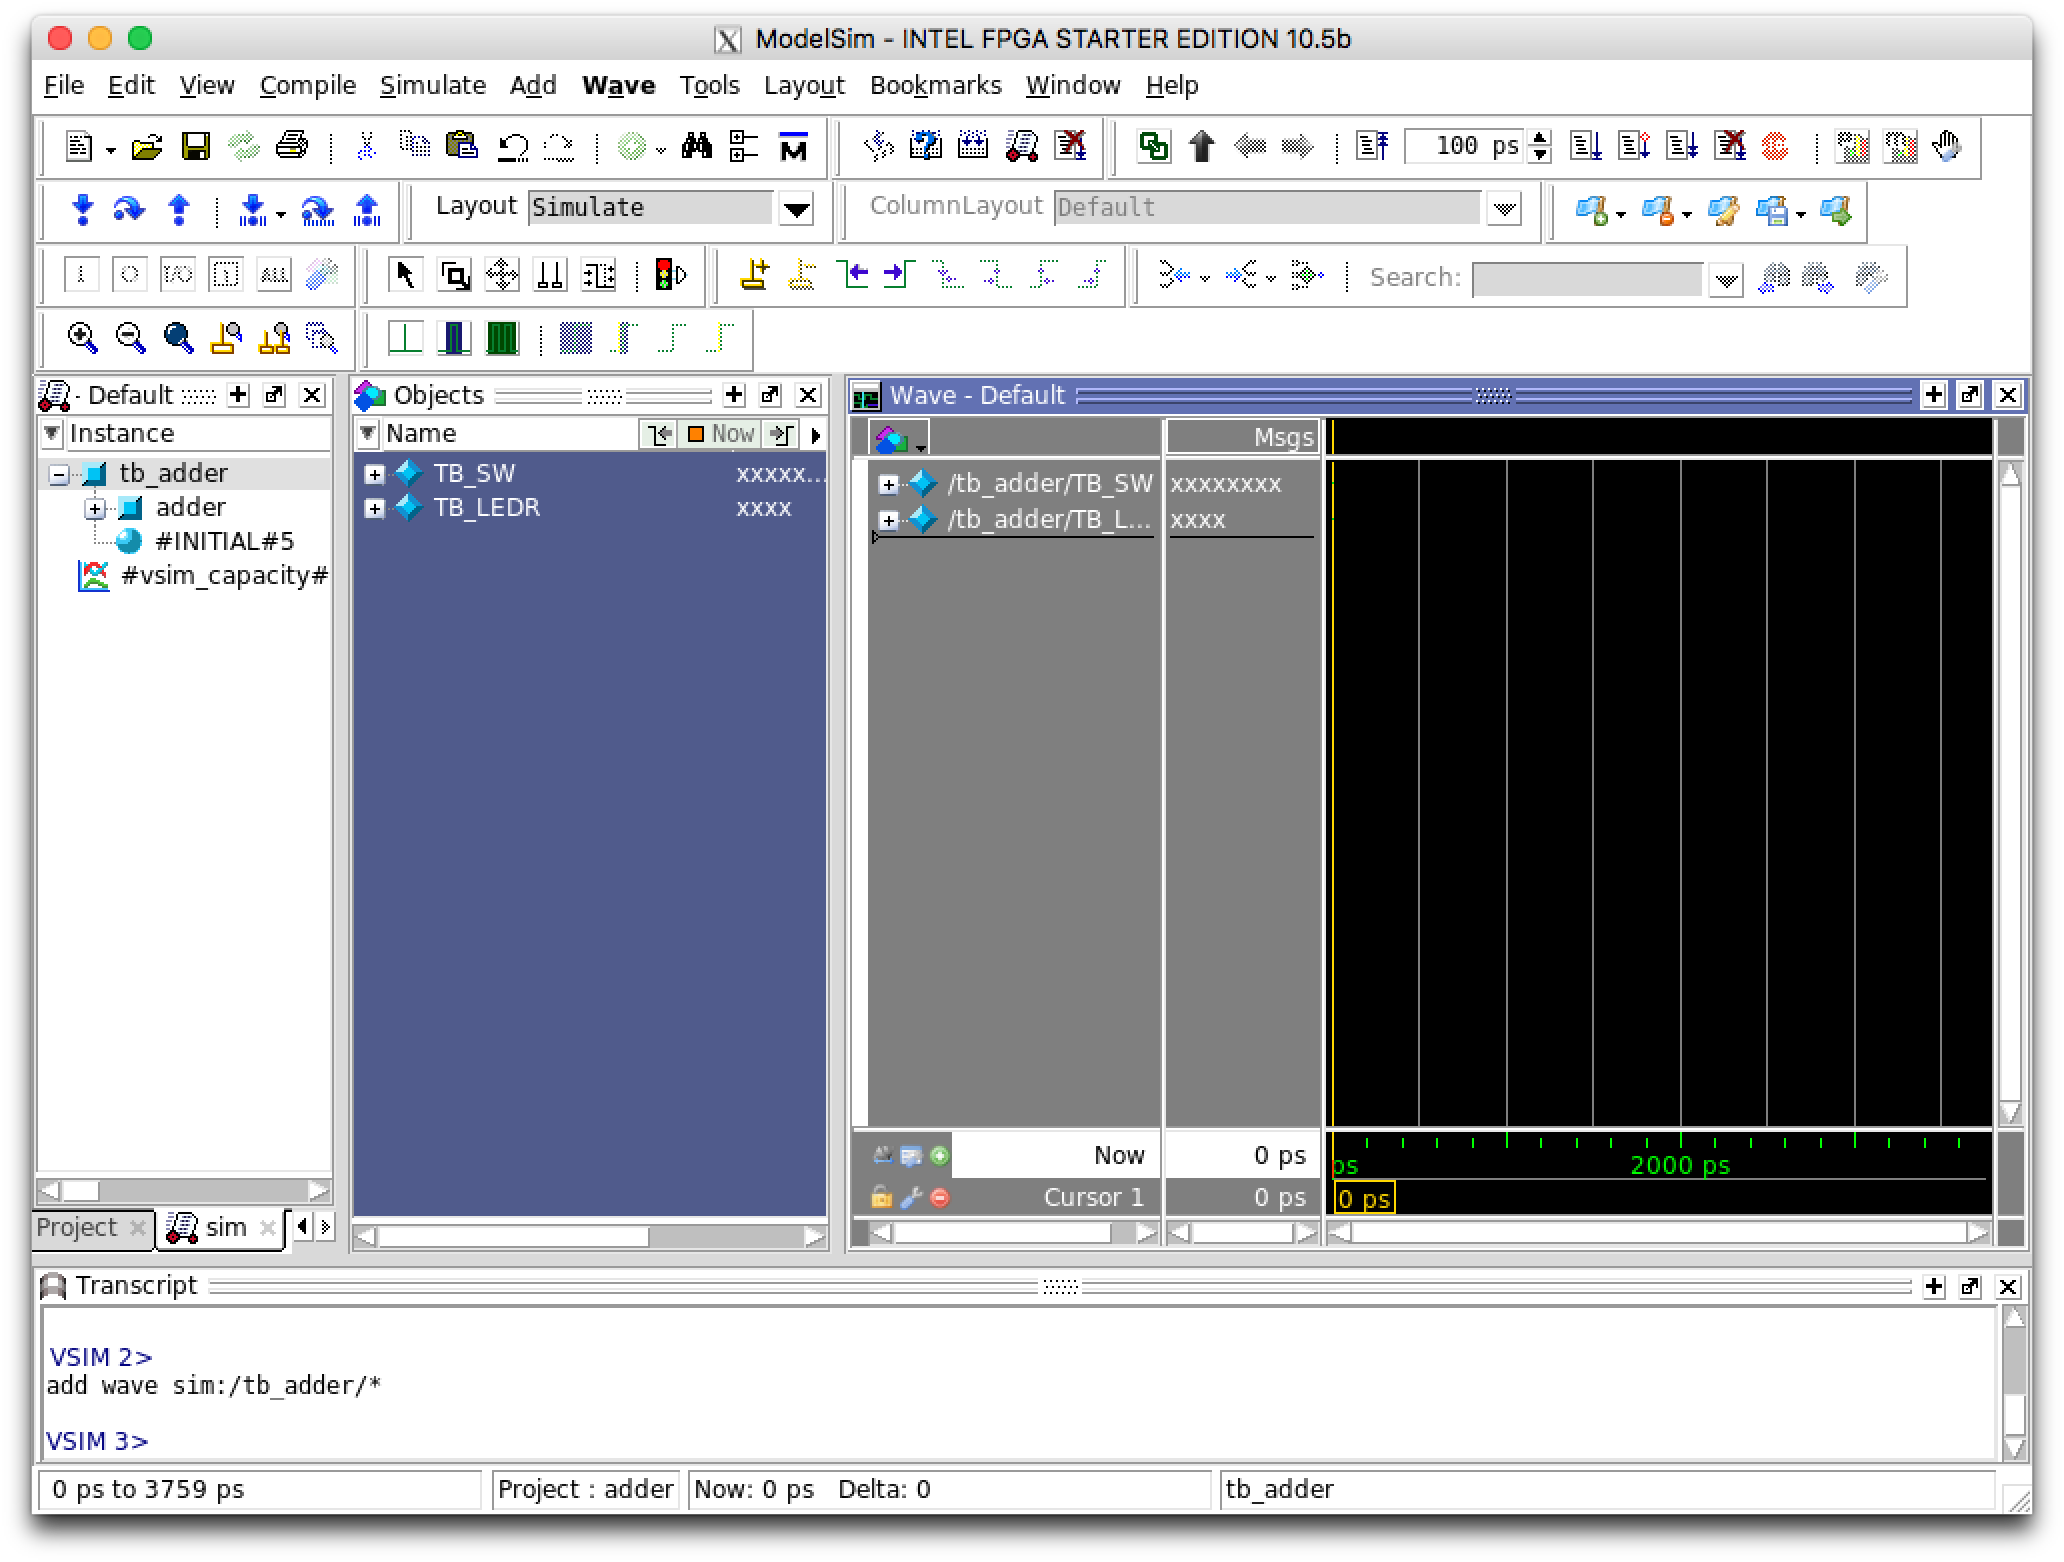 ModelSim - INTEL FPGA STARTER EDITION 10.5b
File Edit View Compile Simulate Add Wave Tools Layout Bookmarks Window Help
100 ps
Layout Simulate ColumnLayout Default
I O I/O ALL Search:
- Default
Instance
tb_adder
adder
#INITIAL#5
#vsim_capacity#
Project sim
Objects
Name Now
TB_SW xxxxx...
TB_LEDR xxxx
Wave - Default
Msgs
/tb_adder/TB_SW xxxxxxxx
/tb_adder/TB_L... xxxx
Now 0 ps
ps 2000 ps
Cursor 1 0 ps
0 ps
Transcript
VSIM 2>
add wave sim:/tb_adder/*
VSIM 3>
0 ps to 3759 ps Project : adder Now: 0 ps Delta: 0 tb_adder